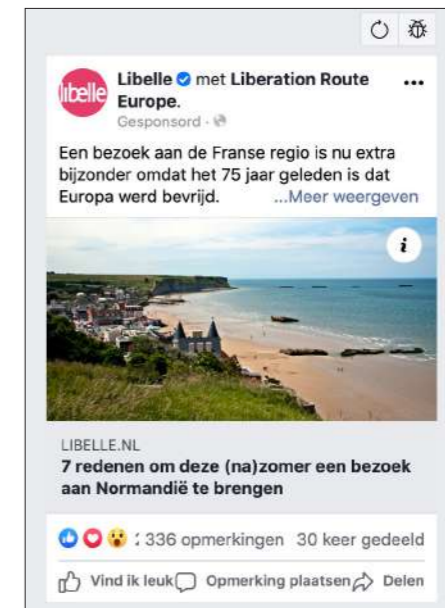 libelle
Libelle met Liberation Route
Europe.
Gesponsord ·
Een bezoek aan de Franse regio is nu extra
bijzonder omdat het 75 jaar geleden is dat
Europa werd bevrijd. ...Meer weergeven
i
LIBELLE.NL
7 redenen om deze (na)zomer een bezoek
aan Normandië te brengen
336 opmerkingen 30 keer gedeeld
Vind ik leuk Opmerking plaatsen Delen